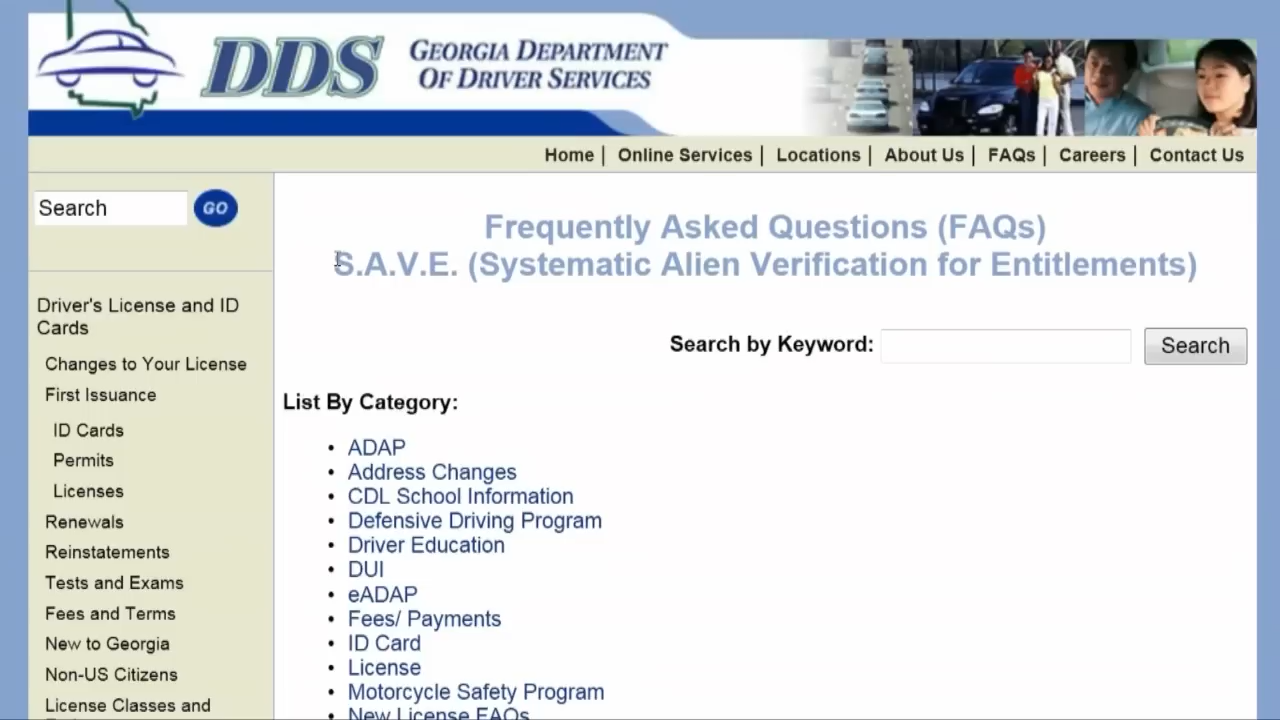 DDS
GEORGIA DEPARTMENT
OF DRIVER SERVICES
Home | Online Services | Locations | About Us | FAQs | Careers | Contact Us
Search
GO
Driver's License and ID
Cards
Changes to Your License
First Issuance
ID Cards
Permits
Licenses
Renewals
Reinstatements
Tests and Exams
Fees and Terms
New to Georgia
Non-US Citizens
License Classes and
Frequently Asked Questions (FAQs)
S.A.V.E. (Systematic Alien Verification for Entitlements)
Search by Keyword:
Search
List By Category:
• ADAP
• Address Changes
• CDL School Information
• Defensive Driving Program
• Driver Education
• DUI
• eADAP
• Fees/ Payments
• ID Card
• License
• Motorcycle Safety Program
• New License FAQs